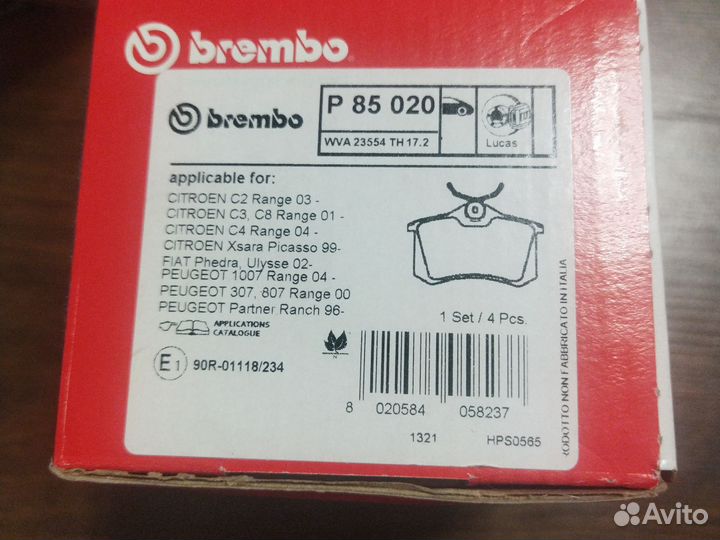 brembo
brembo
P 85 020
WVA 23554 TH 17.2
Lucas
applicable for:
CITROEN C2 Range 03 -
CITROEN C3, C8 Range 01 -
CITROEN C4 Range 04 -
CITROEN Xsara Picasso 99-
FIAT Phedra, Ulysse 02-
PEUGEOT 1007 Range 04 -
PEUGEOT 307, 807 Range 00
PEUGEOT Partner Ranch 96-
APPLICATIONS
CATALOGUE
1 Set / 4 Pcs.
E1 90R-01118/234
N
8 020584 058237
1321 HPS0565
RODOTTO NON FABBRICATO IN ITALIA
Avito